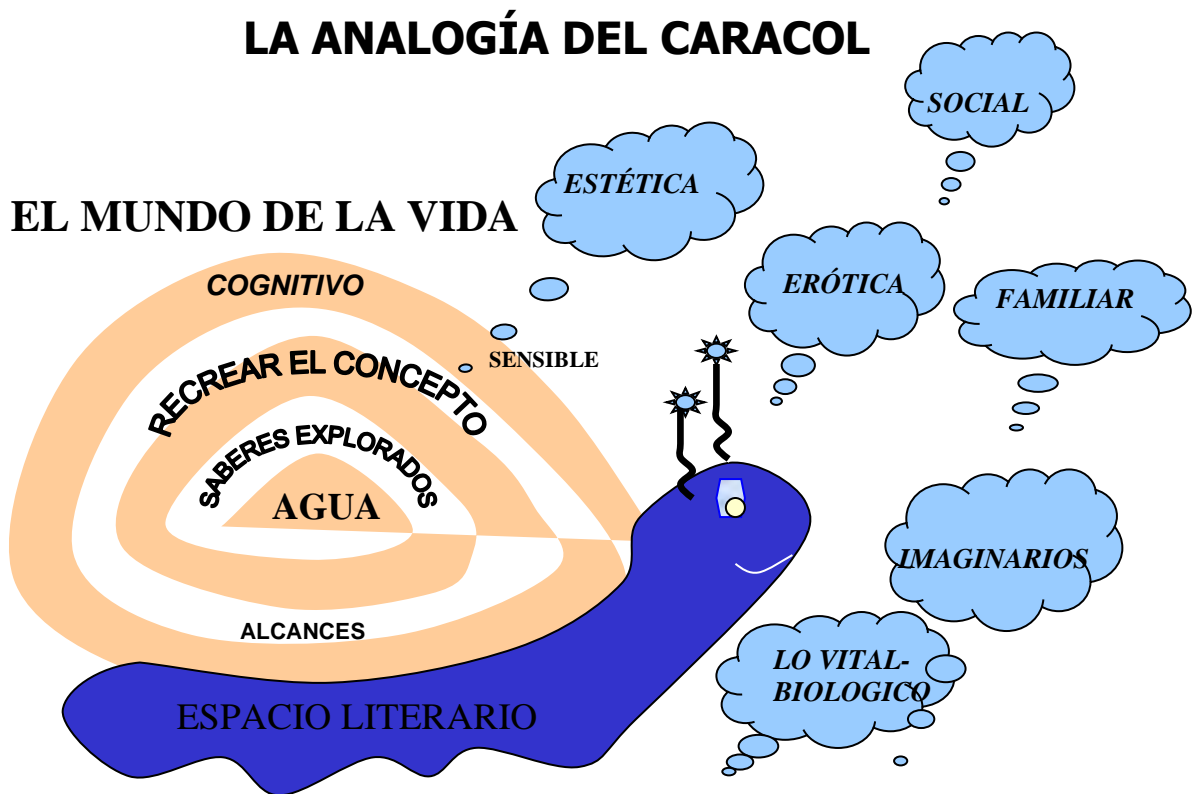 LA ANALOGÍA DEL CARACOL
SOCIAL
ESTÉTICA
EL MUNDO DE LA VIDA
ERÓTICA
FAMILIAR
COGNITIVO
SENSIBLE
RECREAR EL CONCEPTO
SABERES EXPLORADOS
AGUA
IMAGINARIOS
ALCANCES
LO VITAL-
BIOLOGICO
ESPACIO LITERARIO